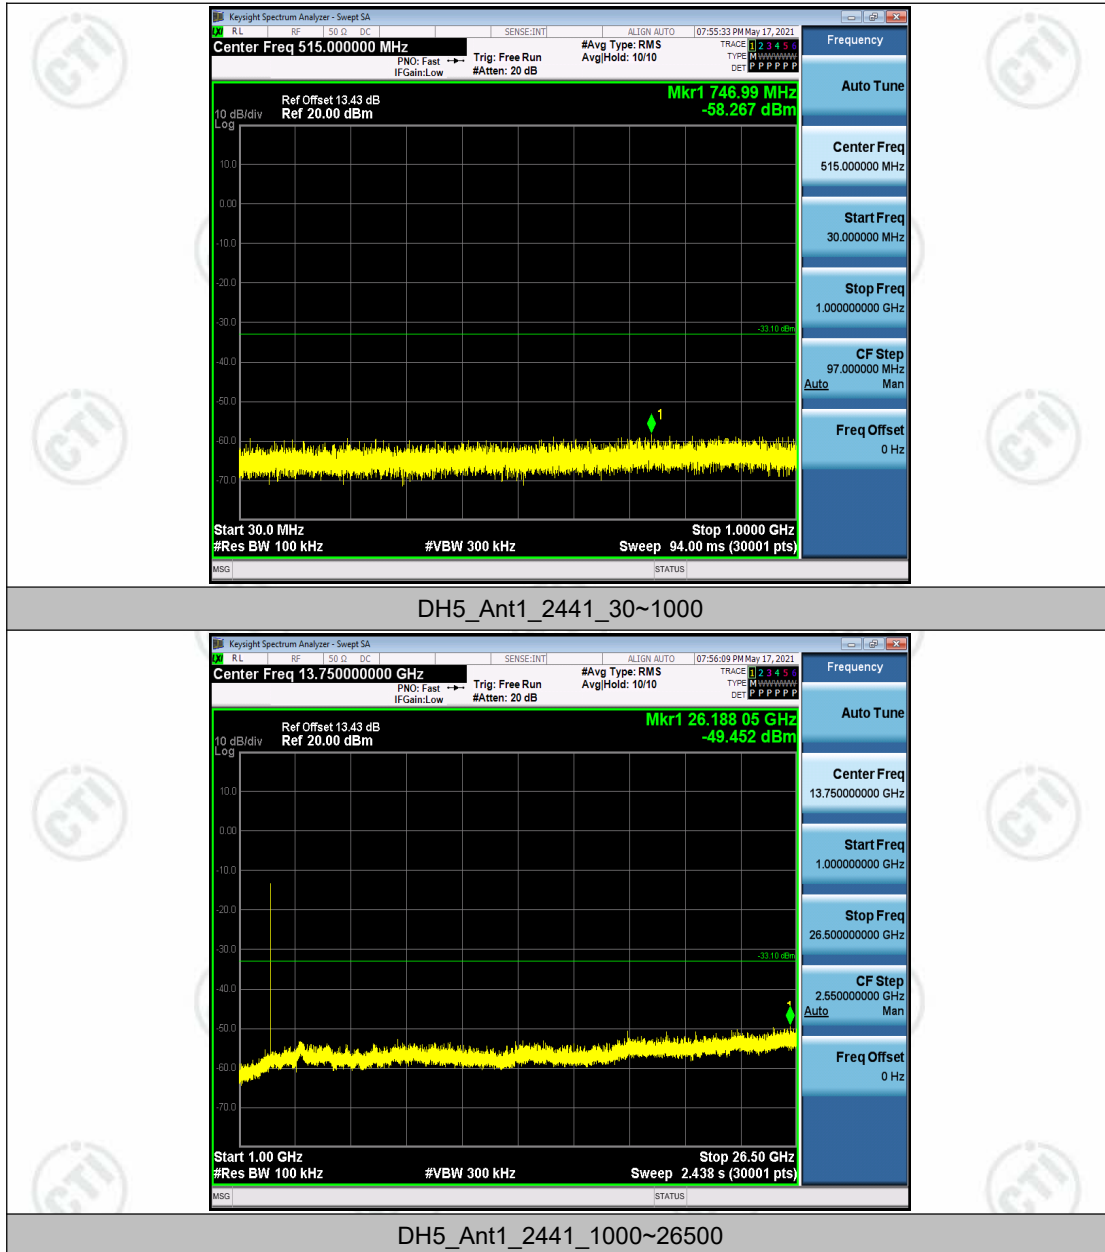 Keysight Spectrum Analyzer - Swept SA
RL RF 50 Ω DC SENSE:INT ALIGN AUTO 07:55:33 PM May 17, 2021
Center Freq 515.000000 MHz
PNO: Fast
IFGain:Low
Trig: Free Run
#Atten: 20 dB
#Avg Type: RMS
Avg|Hold: 10/10
TRACE 1 2 3 4 5 6
TYPE M W W W W W
DET P P P P P P
Frequency
Auto Tune
Center Freq
515.000000 MHz
Start Freq
30.000000 MHz
Stop Freq
1.000000000 GHz
CF Step
97.000000 MHz
Auto Man
Freq Offset
0 Hz
Mkr1 746.99 MHz
-58.267 dBm
Ref Offset 13.43 dB
10 dB/div Ref 20.00 dBm
Log
10.0
0.00
-10.0
-20.0
-30.0
-33.10 dBm
-40.0
-50.0
1
-60.0
-70.0
Start 30.0 MHz Stop 1.0000 GHz
#Res BW 100 kHz #VBW 300 kHz Sweep 94.00 ms (30001 pts)
MSG STATUS
DH5_Ant1_2441_30~1000
Keysight Spectrum Analyzer - Swept SA
RL RF 50 Ω DC SENSE:INT ALIGN AUTO 07:56:09 PM May 17, 2021
Center Freq 13.750000000 GHz
PNO: Fast
IFGain:Low
Trig: Free Run
#Atten: 20 dB
#Avg Type: RMS
Avg|Hold: 10/10
TRACE 1 2 3 4 5 6
TYPE M W W W W W
DET P P P P P P
Frequency
Auto Tune
Center Freq
13.750000000 GHz
Start Freq
1.000000000 GHz
Stop Freq
26.500000000 GHz
CF Step
2.550000000 GHz
Auto Man
Freq Offset
0 Hz
Mkr1 26.188 05 GHz
-49.452 dBm
Ref Offset 13.43 dB
10 dB/div Ref 20.00 dBm
Log
10.0
0.00
-10.0
-20.0
-30.0
-33.10 dBm
-40.0
1
-50.0
-60.0
-70.0
Start 1.00 GHz Stop 26.50 GHz
#Res BW 100 kHz #VBW 300 kHz Sweep 2.438 s (30001 pts)
MSG STATUS
DH5_Ant1_2441_1000~26500
CTI
CTI
CTI
CTI
CTI
CTI
CTI
CTI